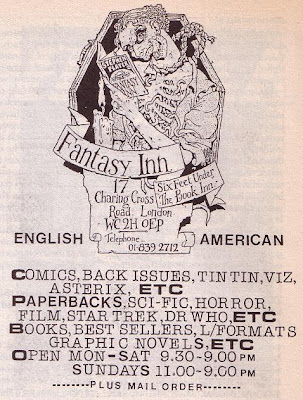 Fantasy Inn
17
Charing Cross
Road London
WC2H OEP
Six Feet Under
"The Book Inn"
Telephone
01-839 2712
ENGLISH AMERICAN
COMICS, BACK ISSUES, TINTIN, VIZ,
ASTERIX, ETC
PAPERBACKS, SCI-FIC, HORROR,
FILM, STAR TREK, DR WHO, ETC
BOOKS, BEST SELLERS, L/FORMATS
GRAPHIC NOVELS, ETC
OPEN MON-SAT 9.30-9.00 PM
SUNDAYS 11.00-9.00 PM
--------PLUS MAIL ORDER--------